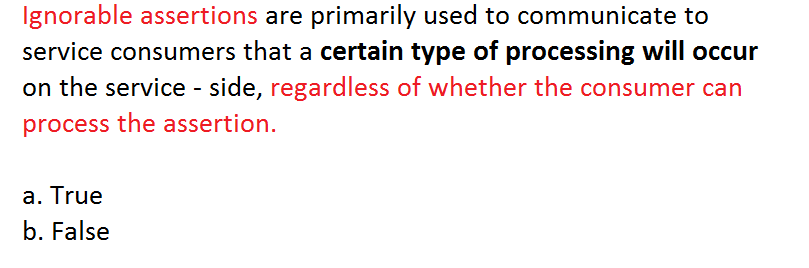 Ignorable assertions are primarily used to communicate to
service consumers that a certain type of processing will occur
on the service - side, regardless of whether the consumer can
process the assertion.
a. True
b. False